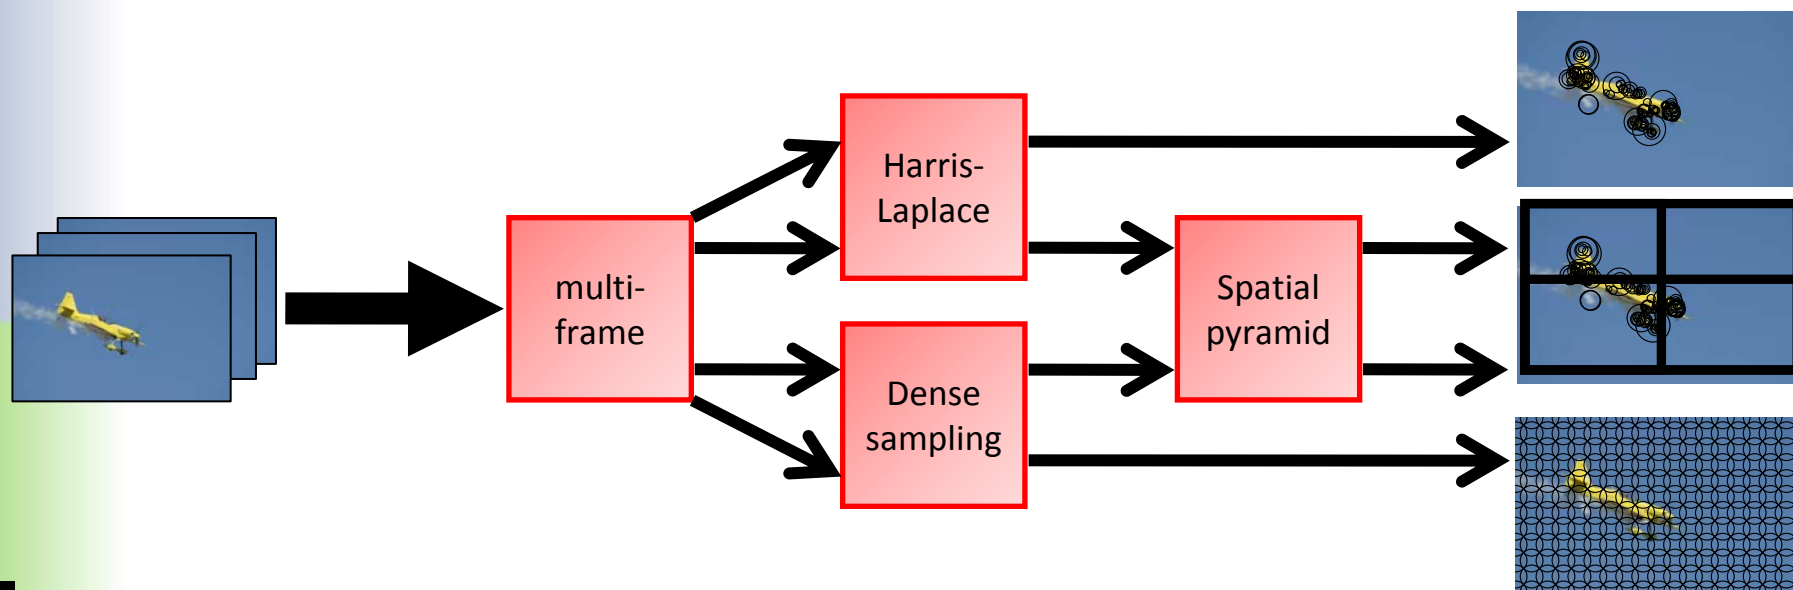 multi-
frame
Harris-
Laplace
Dense
sampling
Spatial
pyramid